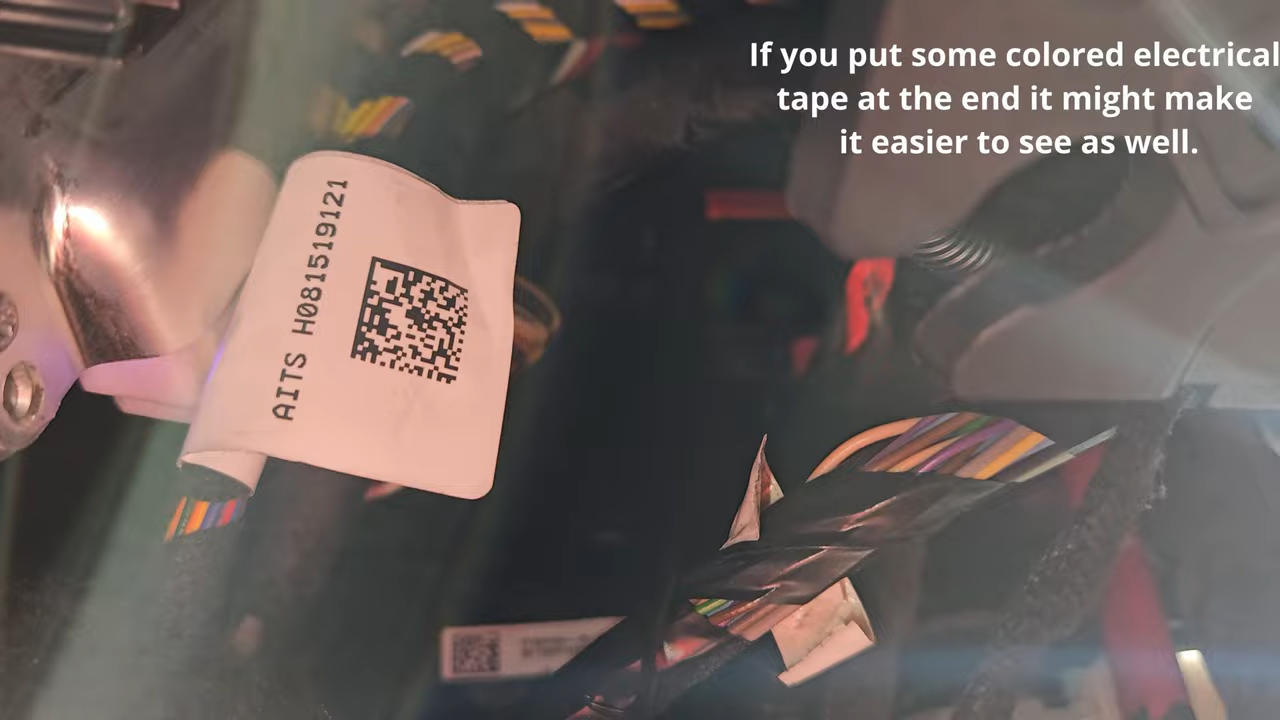 If you put some colored electrical
tape at the end it might make
it easier to see as well.
AITS H081519121